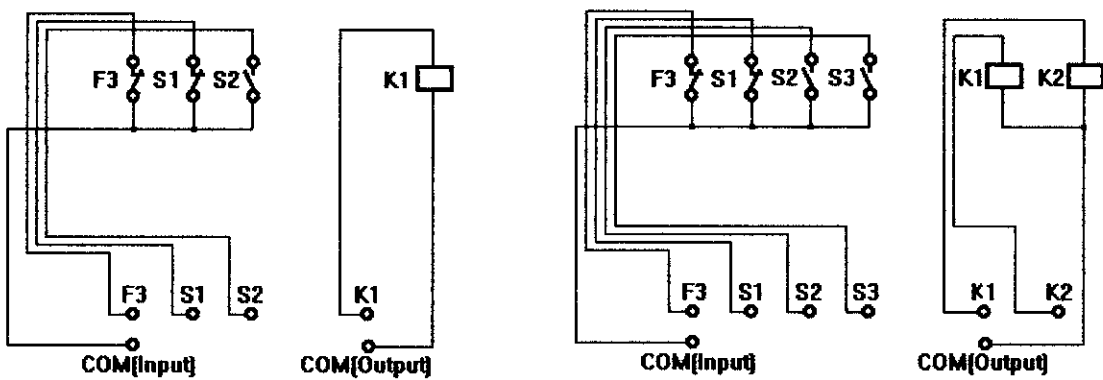 F3 S1 S2
K1
F3 S1 S2
K1
COM(Input)
COM(Output)
F3 S1 S2 S3
K1 K2
F3 S1 S2 S3
K1 K2
COM(Input)
COM(Output)